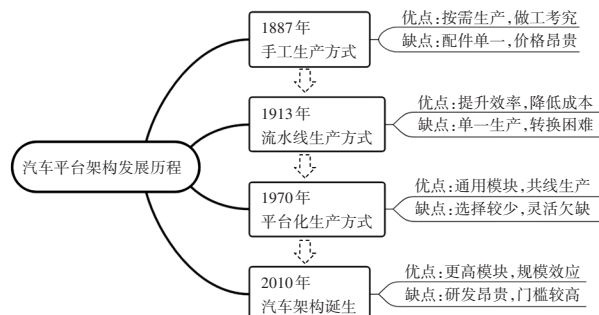 汽车平台架构发展历程
1887年
手工生产方式
优点:按需生产,做工考究
缺点:配件单一,价格昂贵
1913年
流水线生产方式
优点:提升效率,降低成本
缺点:单一生产,转换困难
1970年
平台化生产方式
优点:通用模块,共线生产
缺点:选择较少,灵活欠缺
2010年
汽车架构诞生
优点:更高模块,规模效应
缺点:研发昂贵,门槛较高